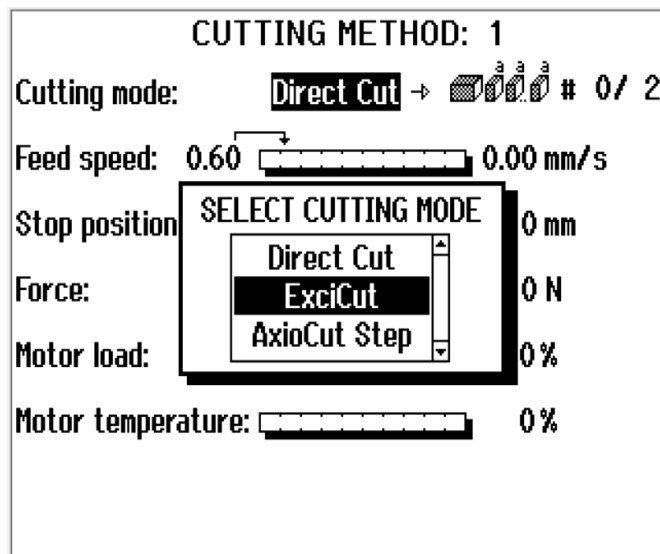 CUTTING METHOD: 1
Cutting mode: Direct Cut → a a a # 0/ 2
Feed speed: 0.60 0.00 mm/s
Stop position 0 mm
Force: 0 N
Motor load: 0 %
Motor temperature: 0 %
SELECT CUTTING MODE
Direct Cut
ExciCut
AxioCut Step